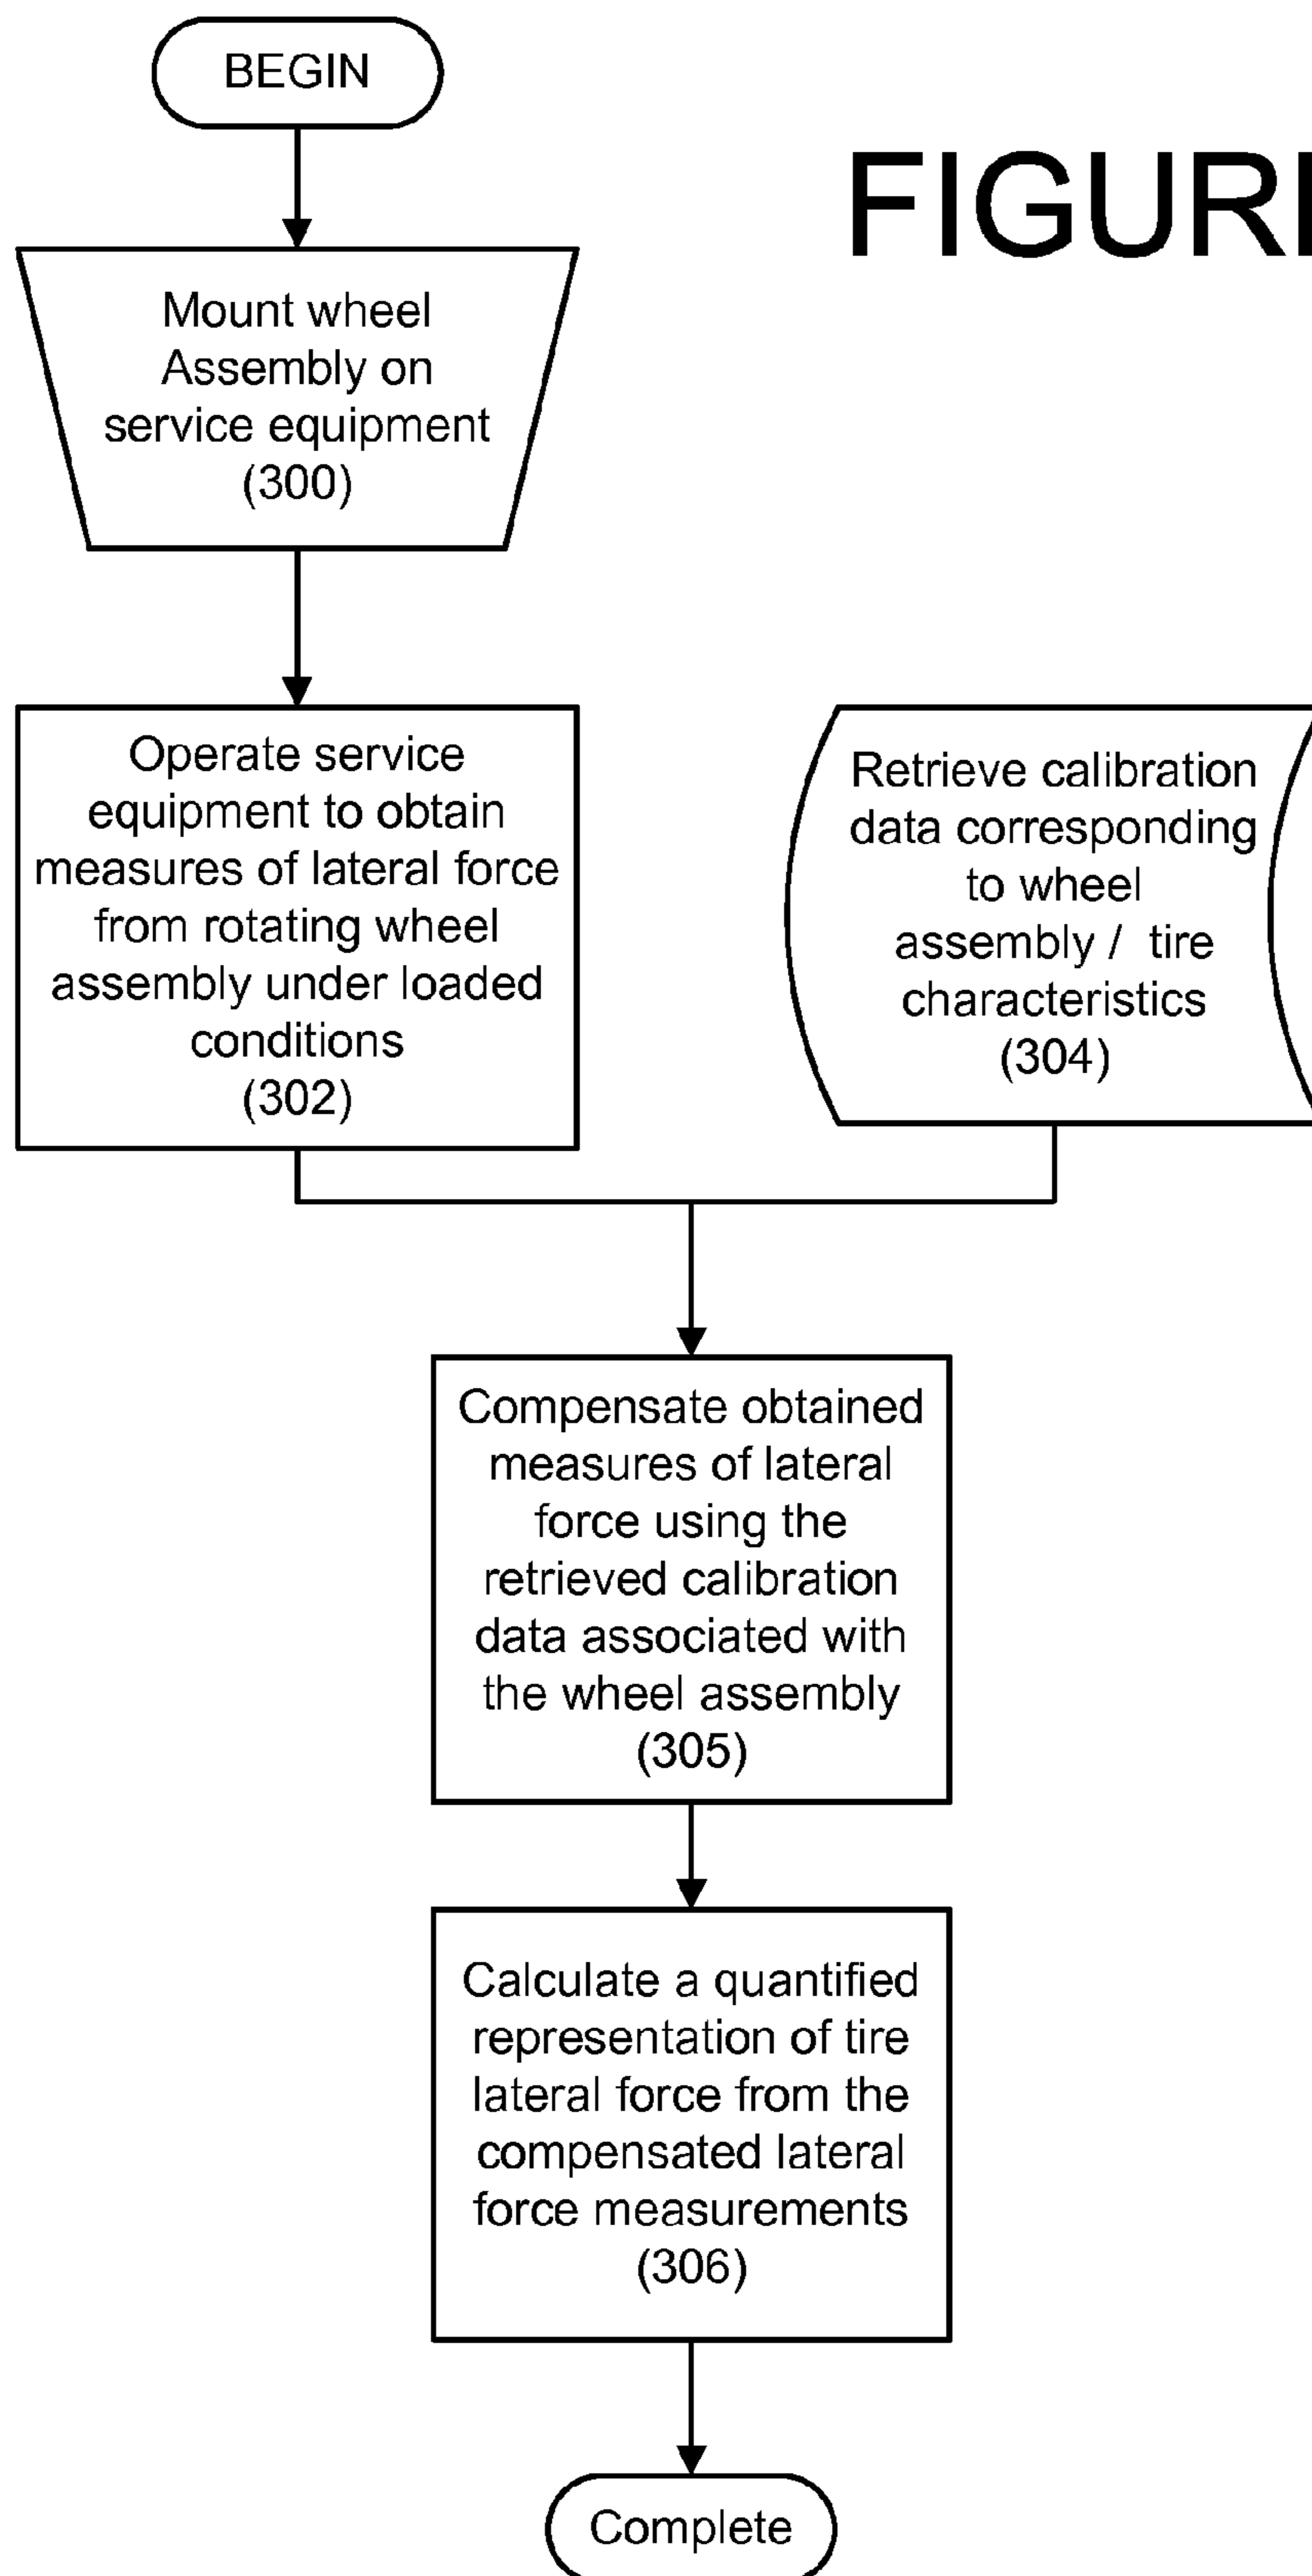 BEGIN
FIGUR
Mount wheel
Assembly on
service equipment
(300)
Operate service
equipment to obtain
measures of lateral force
from rotating wheel
assembly under loaded
conditions
(302)
Retrieve calibration
data corresponding
to wheel
assembly / tire
characteristics
(304)
Compensate obtained
measures of lateral
force using the
retrieved calibration
data associated with
the wheel assembly
(305)
Calculate a quantified
representation of tire
lateral force from the
compensated lateral
force measurements
(306)
Complete